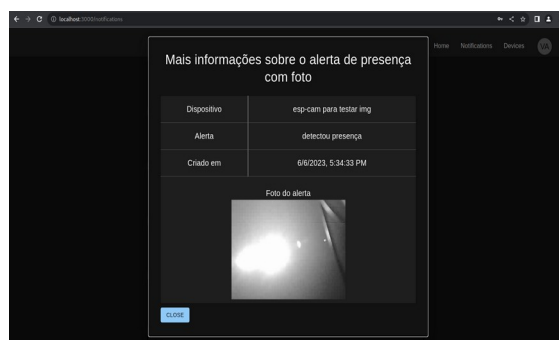 localhost:3000/notifications
Home Notifications Devices VA
Mais informações sobre o alerta de presença
com foto
Dispositivo esp-cam para testar img
Alerta detectou presença
Criado em 6/6/2023, 5:34:33 PM
Foto do alerta
CLOSE